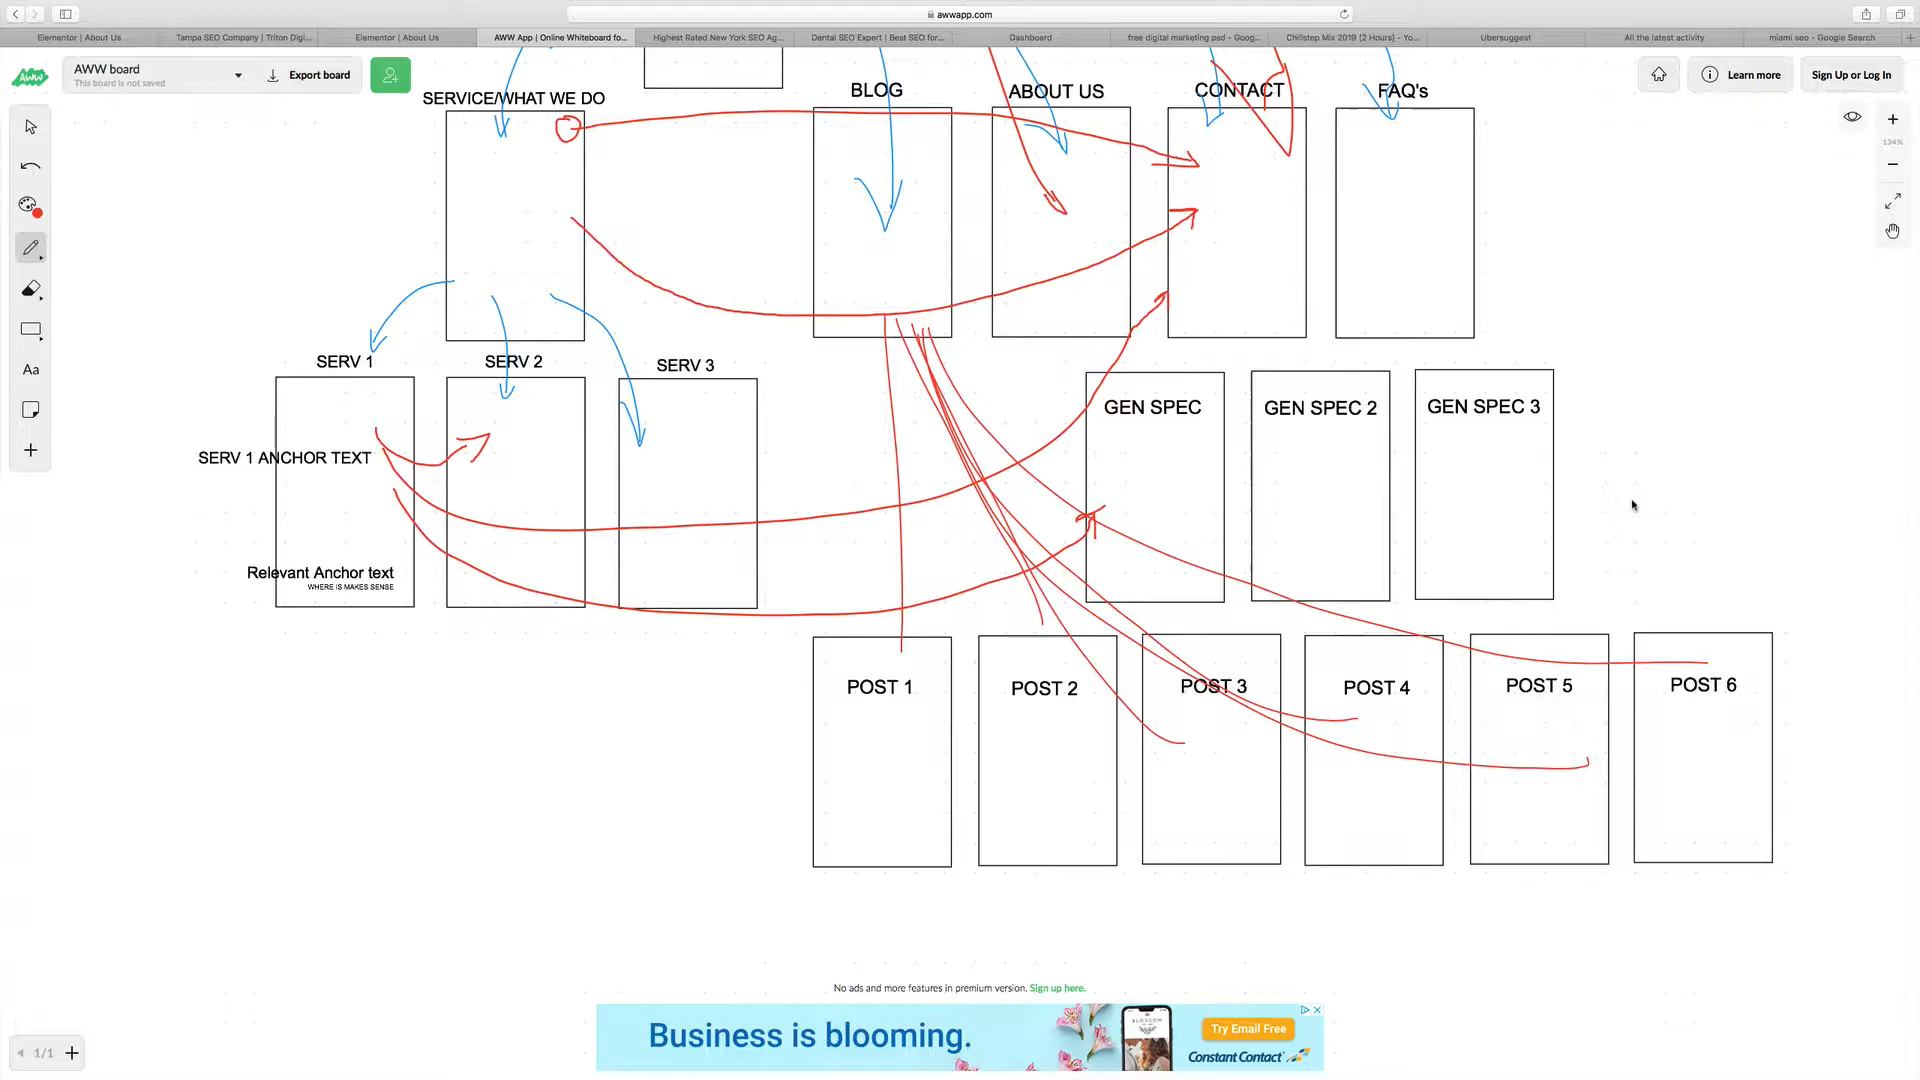 awwapp.com
Elementor | About Us
Tampa SEO Company | Triton Digi...
Elementor | About Us
AWW App | Online Whiteboard fo...
Highest Rated New York SEO Ag...
Dental SEO Expert | Best SEO for...
Dashboard
free digital marketing psd - Goog...
Chillstep Mix 2019 [2 Hours] - Yo...
Ubersuggest
All the latest activity
miami seo - Google Search
AWW
AWW board
This board is not saved
Export board
Learn more
Sign Up or Log In
134%
Aa
SERVICE/WHAT WE DO
BLOG
ABOUT US
CONTACT
FAQ's
SERV 1
SERV 2
SERV 3
GEN SPEC
GEN SPEC 2
GEN SPEC 3
SERV 1 ANCHOR TEXT
Relevant Anchor text
WHERE IS MAKES SENSE
POST 1
POST 2
POST 3
POST 4
POST 5
POST 6
No ads and more features in premium version. Sign up here.
Business is blooming.
BLOSSOM
Try Email Free
Constant Contact
1/1